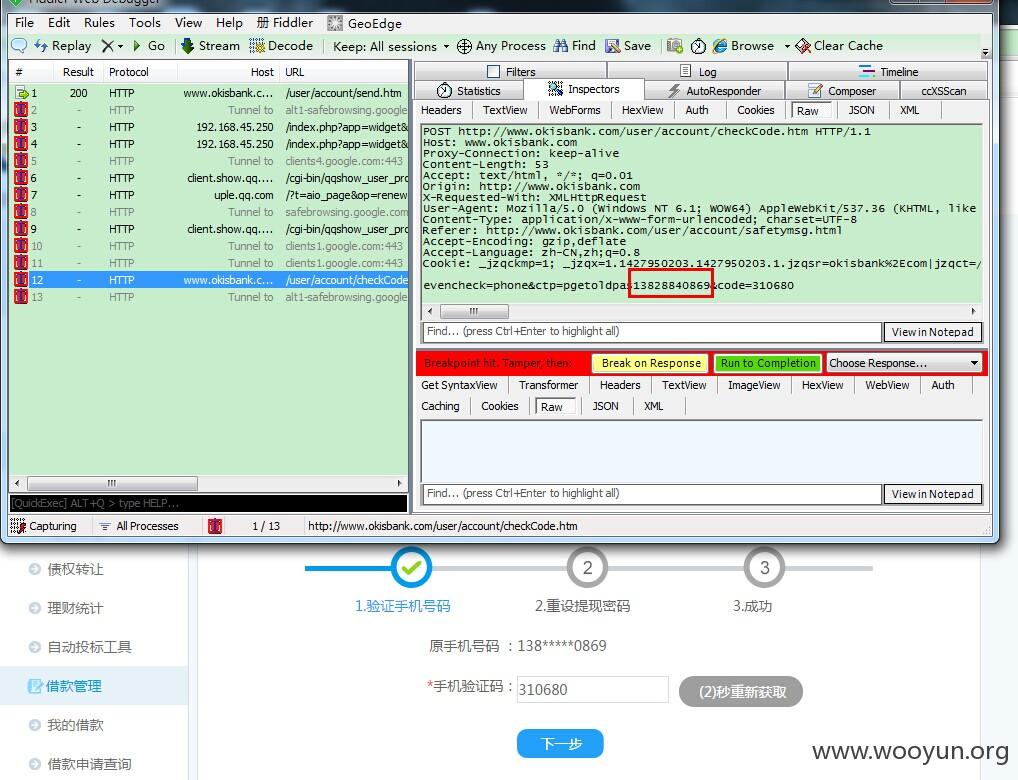 Fiddler Web Debugger
File Edit Rules Tools View Help 册 Fiddler GeoEdge
Replay X Go Stream Decode Keep: All sessions Any Process Find Save Browse Clear Cache
# Result Protocol Host URL
1 200 HTTP www.okisbank.c... /user/account/send.htm
2 - HTTP Tunnel to alt1-safebrowsing.google
3 - HTTP 192.168.45.250 /index.php?app=widget&
4 - HTTP 192.168.45.250 /index.php?app=widget&
5 - HTTP Tunnel to clients4.google.com:443
6 - HTTP client.show.qq.... /cgi-bin/qqshow_user_pro
7 - HTTP uple.qq.com /?t=aio_page&op=renew
8 - HTTP Tunnel to safebrowsing.google.com
9 - HTTP client.show.qq.... /cgi-bin/qqshow_user_pro
10 - HTTP Tunnel to clients1.google.com:443
11 - HTTP Tunnel to clients1.google.com:443
12 - HTTP www.okisbank.c... /user/account/checkCode
13 - HTTP Tunnel to alt1-safebrowsing.google
[QuickExec] ALT+Q > type HELP...
Filters Log Timeline
Statistics Inspectors AutoResponder Composer ccXSScan
Headers TextView WebForms HexView Auth Cookies Raw JSON XML
POST http://www.okisbank.com/user/account/checkCode.htm HTTP/1.1
Host: www.okisbank.com
Proxy-Connection: keep-alive
Content-Length: 53
Accept: text/html, */*; q=0.01
Origin: http://www.okisbank.com
X-Requested-With: XMLHttpRequest
User-Agent: Mozilla/5.0 (Windows NT 6.1; WOW64) AppleWebKit/537.36 (KHTML, like
Content-Type: application/x-www-form-urlencoded; charset=UTF-8
Referer: http://www.okisbank.com/user/account/safetymsg.html
Accept-Encoding: gzip,deflate
Accept-Language: zh-CN,zh;q=0.8
Cookie: _jzqckmp=1; _jzqx=1.1427950203.1427950203.1.jzqsr=okisbank%2Ecom|jzqct=/
evencheck=phone&ctp=pgetoldpas13828840869&code=310680
Find... (press Ctrl+Enter to highlight all) View in Notepad
Breakpoint hit. Tamper, then: Break on Response Run to Completion Choose Response...
Get SyntaxView Transformer Headers TextView ImageView HexView WebView Auth
Caching Cookies Raw JSON XML
Find... (press Ctrl+Enter to highlight all) View in Notepad
Capturing All Processes 1 / 13 http://www.okisbank.com/user/account/checkCode.htm
债权转让
理财统计
自动投标工具
借款管理
我的借款
借款申请查询
2 3
1.验证手机号码 2.重设提现密码 3.成功
原手机号码 ：138*****0869
*手机验证码：310680 (2)秒重新获取
下一步
www.wooyun.org